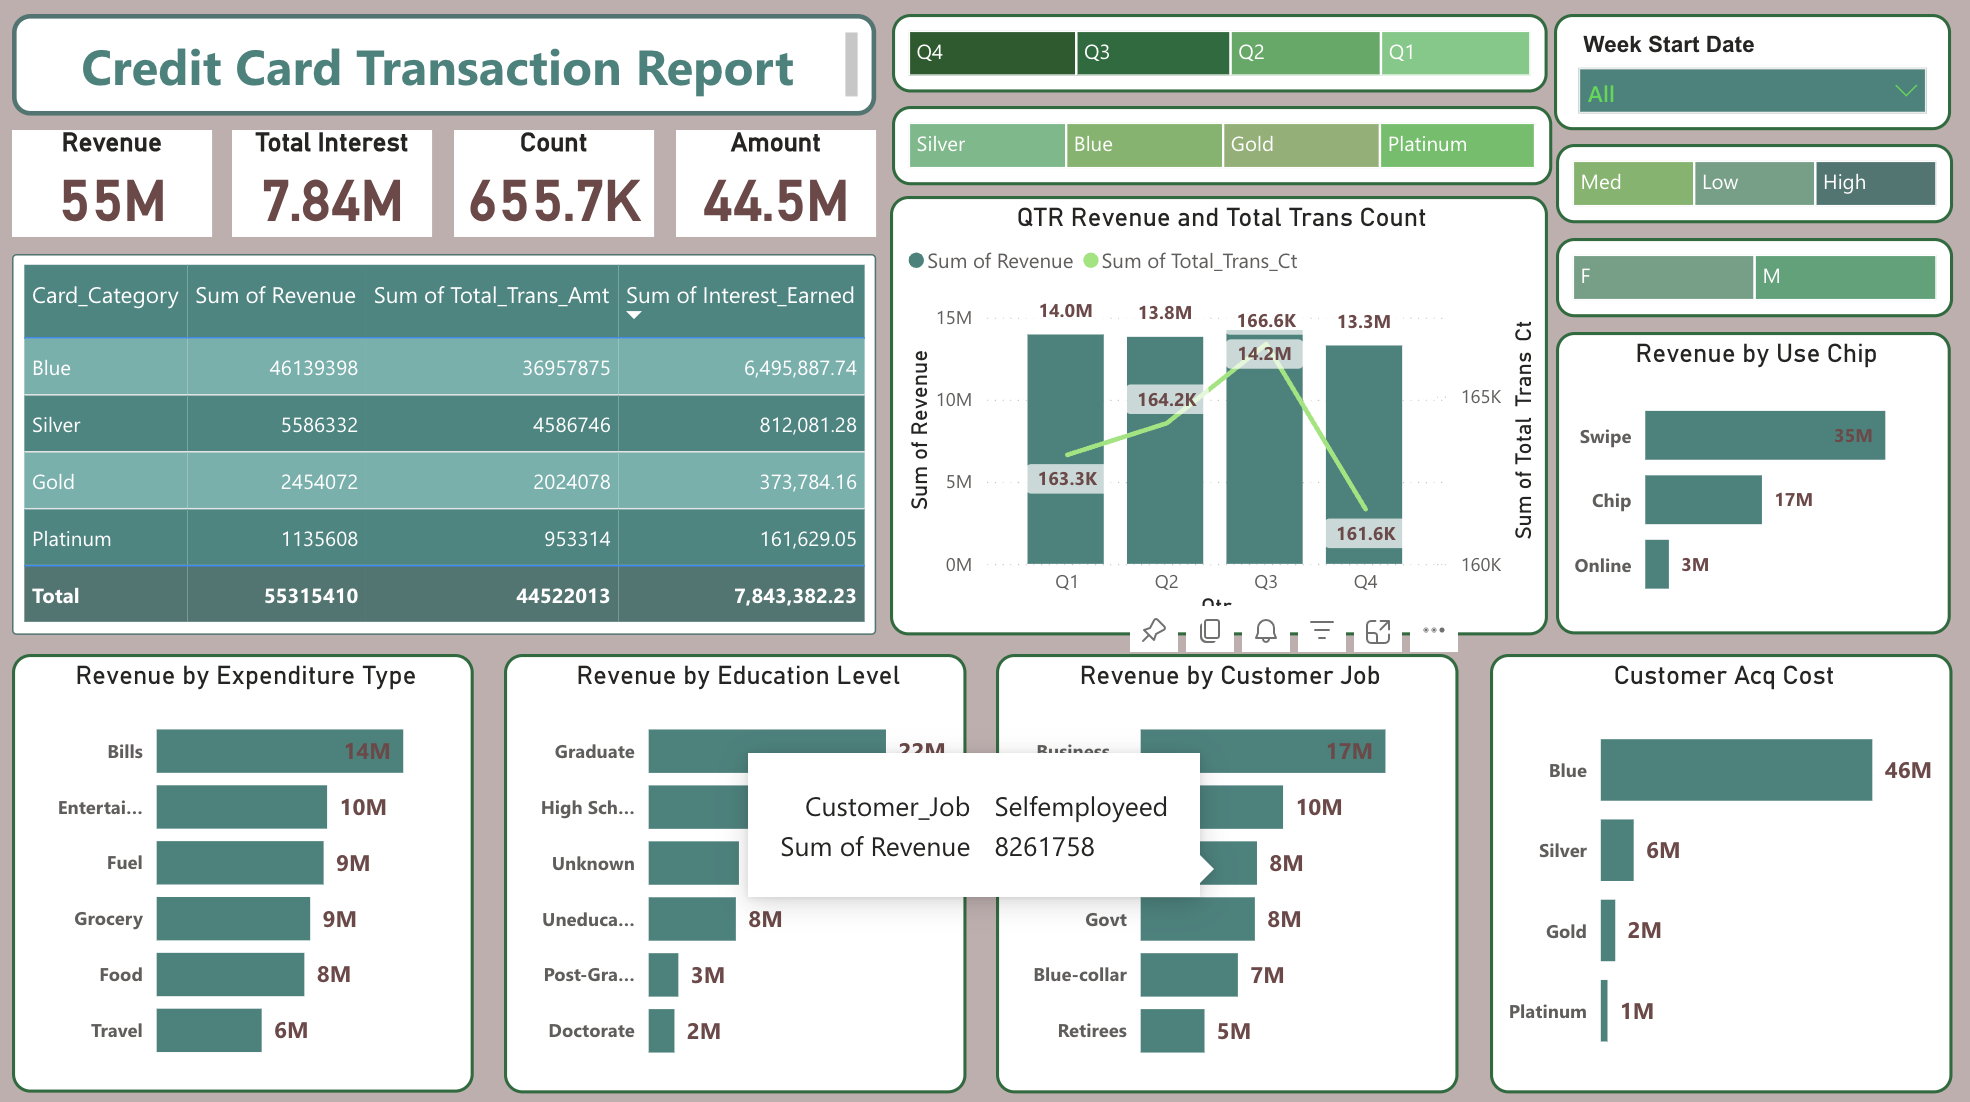 Credit Card Transaction Report
Q4 Q3 Q2 Q1
Week Start Date
All
Silver Blue Gold Platinum
Med Low High
F M
Revenue
55M
Total Interest
7.84M
Count
655.7K
Amount
44.5M
Card_Category Sum of Revenue Sum of Total_Trans_Amt Sum of Interest_Earned
Blue 46139398 36957875 6,495,887.74
Silver 5586332 4586746 812,081.28
Gold 2454072 2024078 373,784.16
Platinum 1135608 953314 161,629.05
Total 55315410 44522013 7,843,382.23
QTR Revenue and Total Trans Count
Sum of Revenue Sum of Total_Trans_Ct
Sum of Revenue
15M
10M
5M
0M
14.0M 13.8M 166.6K 13.3M
14.2M
164.2K
163.3K
161.6K
165K
160K
Sum of Total_Trans_Ct
Q1 Q2 Q3 Q4
Qtr
Revenue by Use Chip
Swipe 35M
Chip 17M
Online 3M
Revenue by Expenditure Type
Bills 14M
Entertai... 10M
Fuel 9M
Grocery 9M
Food 8M
Travel 6M
Revenue by Education Level
Graduate 22M
High Sch...
Unknown
Uneduca... 8M
Post-Gra... 3M
Doctorate 2M
Customer_Job Selfemployeed
Sum of Revenue 8261758
Revenue by Customer Job
Business 17M
10M
8M
Govt 8M
Blue-collar 7M
Retirees 5M
Customer Acq Cost
Blue 46M
Silver 6M
Gold 2M
Platinum 1M